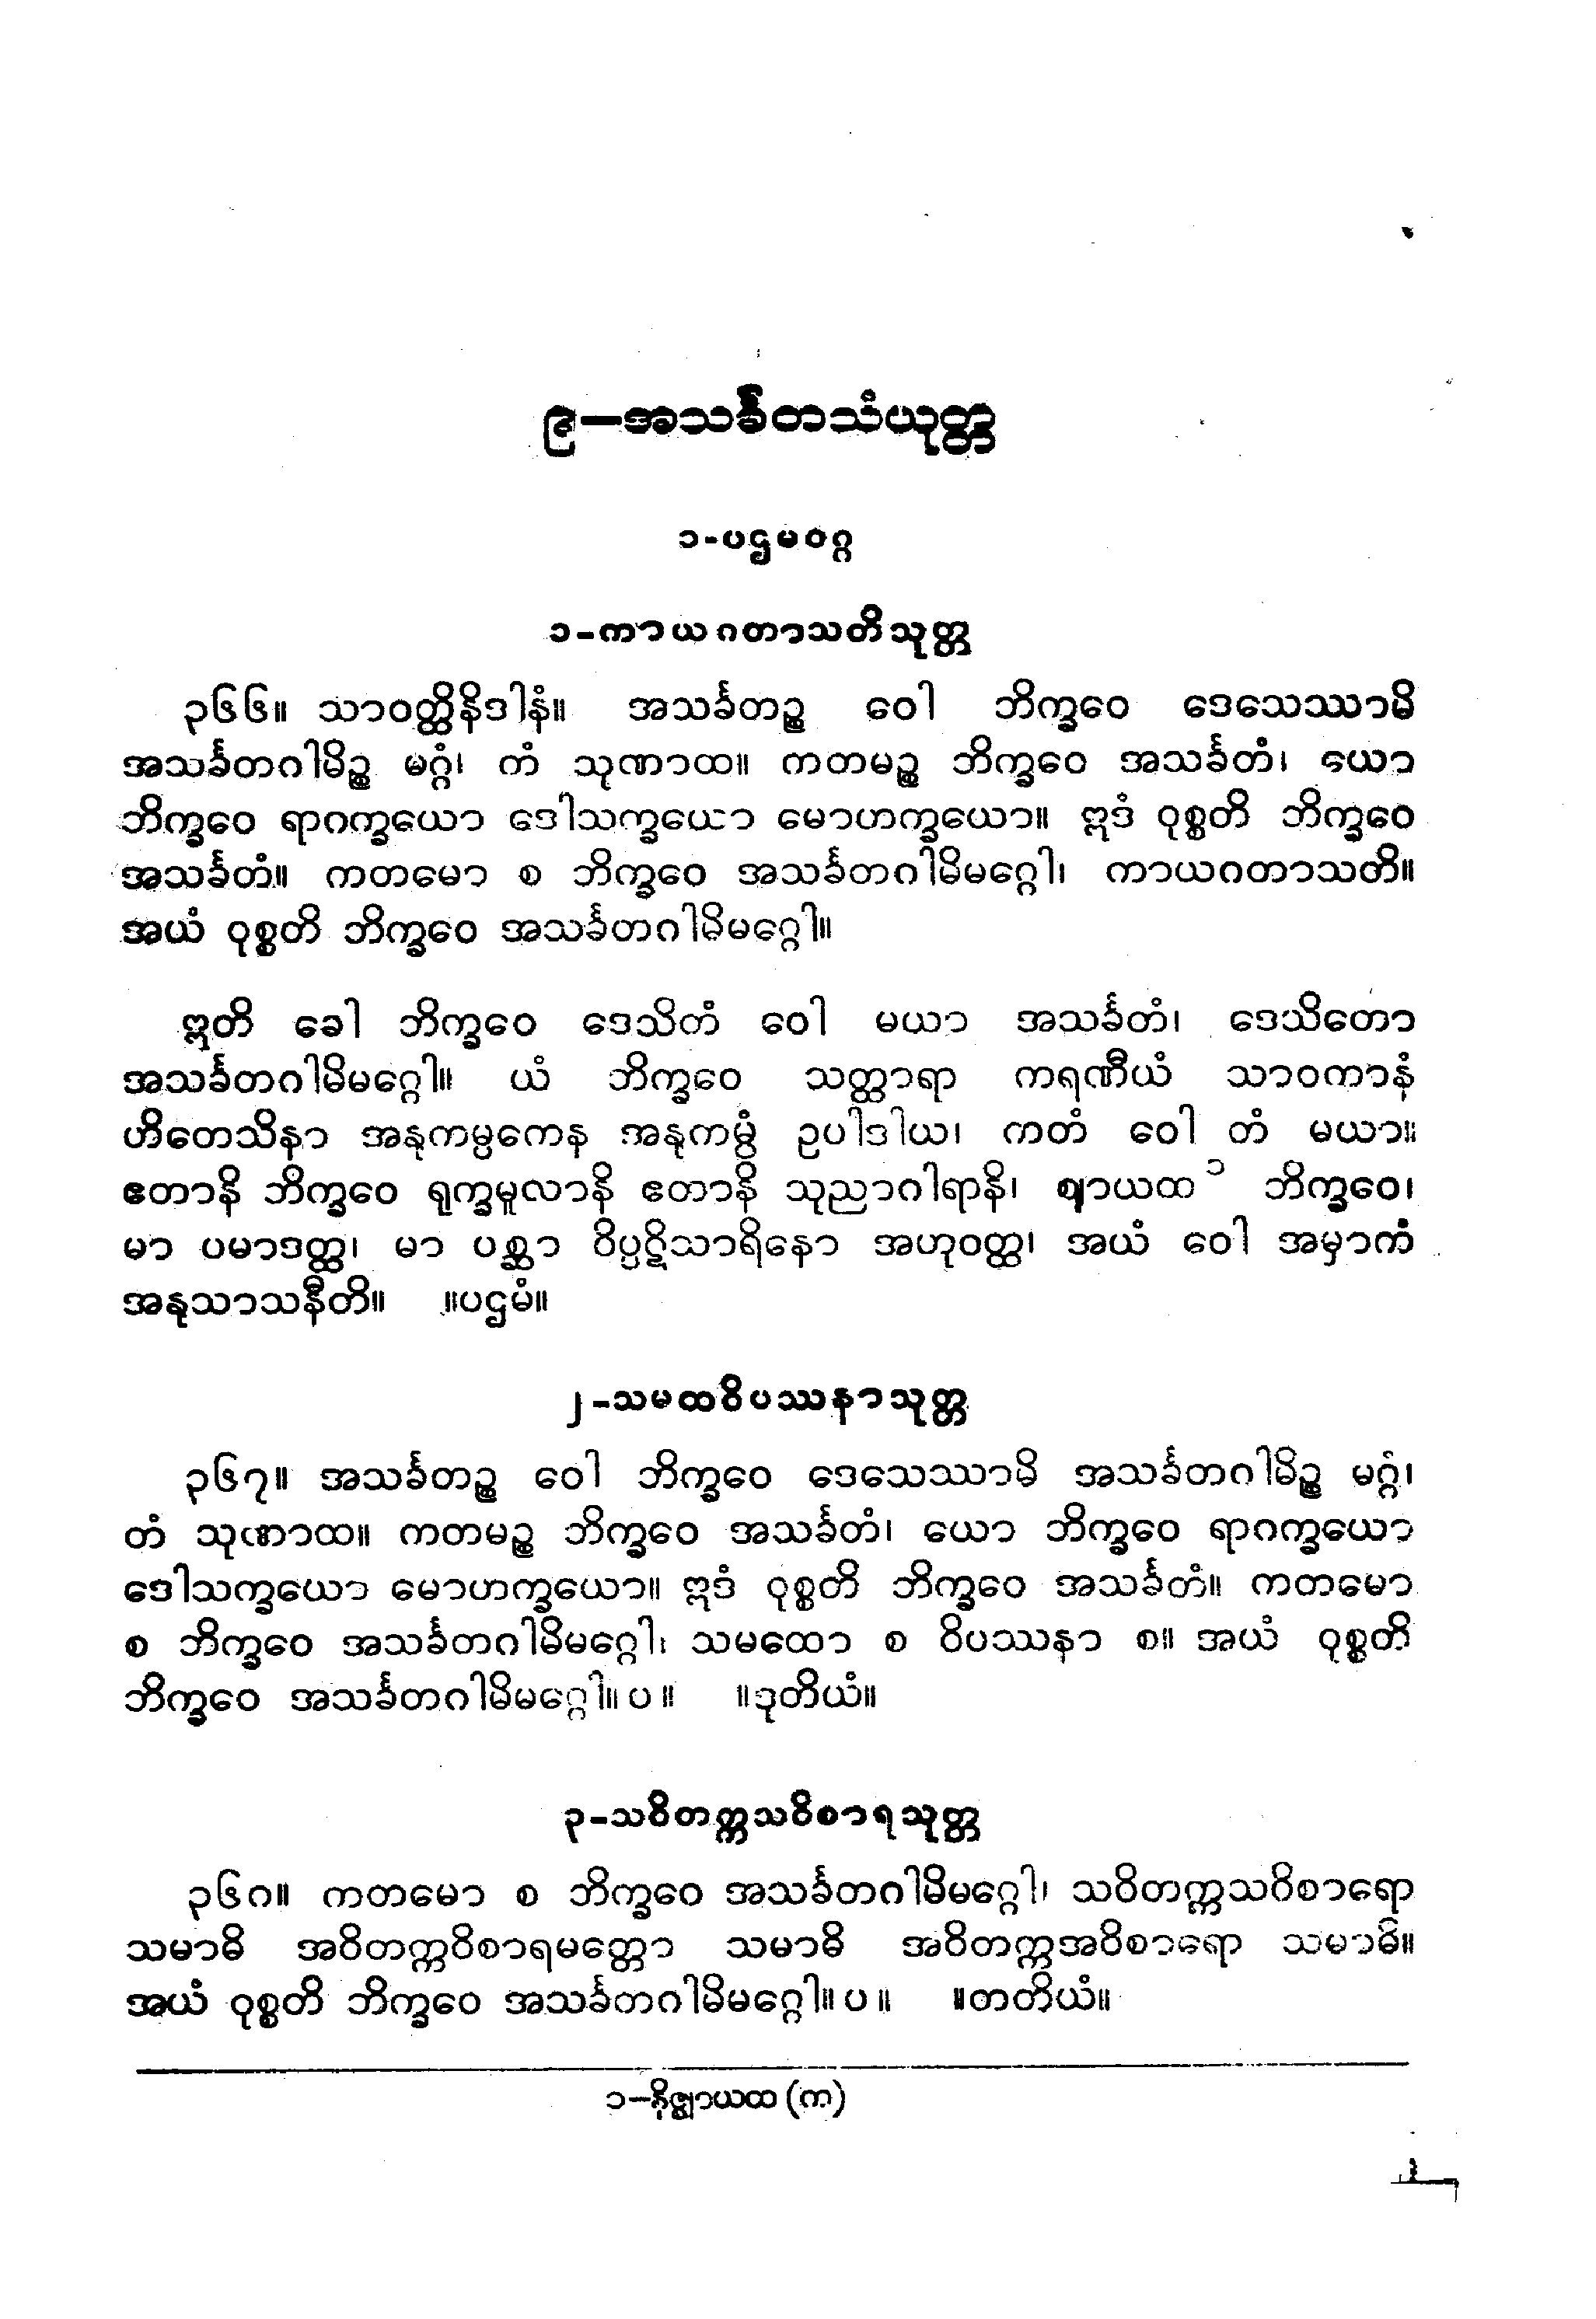 ၉–အသင်္ခတသံယုတ္တ
၁-ပဌမဝဂ္ဂ
၁-ကာယဂတာသတိသုတ္တ
၃၆၆။ သာဝတ္ထိနိဒါနံ။ အသင်္ခတဉ္စ ဝေါ ဘိက္ခဝေ ဒေသေဿာမိ
အသင်္ခတဂါမိဉ္စ မဂ္ဂံ၊ တံ သုဏာထ။ ကတမဉ္စ ဘိက္ခဝေ အသင်္ခတံ၊ ယော
ဘိက္ခဝေ ရာဂက္ခယော ဒေါသက္ခယော မောဟက္ခယော။ ဣဒံ ဝုစ္စတိ ဘိက္ခဝေ
အသင်္ခတံ။ ကတမော စ ဘိက္ခဝေ အသင်္ခတဂါမိမဂ္ဂေါ၊ ကာယဂတာသတိ။
အယံ ဝုစ္စတိ ဘိက္ခဝေ အသင်္ခတဂါမိမဂ္ဂေါ။
ဣတိ ခေါ ဘိက္ခဝေ ဒေသိတံ ဝေါ မယာ အသင်္ခတံ၊ ဒေသိတော
အသင်္ခတဂါမိမဂ္ဂေါ။ ယံ ဘိက္ခဝေ သတ္ထာရာ ကရဏီယံ သာဝကာနံ
ဟိတေသိနာ အနုကမ္ပကေန အနုကမ္ပံ ဥပါဒါယ၊ ကတံ ဝေါ တံ မယာ။
ဧတာနိ ဘိက္ခဝေ ရုက္ခမူလာနိ ဧတာနိ သုညာဂါရာနိ၊ ဈာယထ ၁ ဘိက္ခဝေ၊
မာ ပမာဒတ္ထ၊ မာ ပစ္ဆာ ဝိပ္ပဋိသာရိနော အဟုဝတ္ထ၊ အယံ ဝေါ အမှာကံ
အနုသာသနီတိ။ ။ပဌမံ။
၂-သမထဝိပဿနာသုတ္တ
၃၆၇။ အသင်္ခတဉ္စ ဝေါ ဘိက္ခဝေ ဒေသေဿာမိ အသင်္ခတဂါမိဉ္စ မဂ္ဂံ၊
တံ သုဏာထ။ ကတမဉ္စ ဘိက္ခဝေ အသင်္ခတံ၊ ယော ဘိက္ခဝေ ရာဂက္ခယော
ဒေါသက္ခယော မောဟက္ခယော။ ဣဒံ ဝုစ္စတိ ဘိက္ခဝေ အသင်္ခတံ။ ကတမော
စ ဘိက္ခဝေ အသင်္ခတဂါမိမဂ္ဂေါ၊ သမထော စ ဝိပဿနာ စ။ အယံ ဝုစ္စတိ
ဘိက္ခဝေ အသင်္ခတဂါမိမဂ္ဂေါ။ ပ ။ ။ဒုတိယံ။
၃-သဝိတက္ကသဝိစာရသုတ္တ
၃၆၈။ ကတမော စ ဘိက္ခဝေ အသင်္ခတဂါမိမဂ္ဂေါ၊ သဝိတက္ကသဝိစာရော
သမာဓိ အဝိတက္ကဝိစာရမတ္တော သမာဓိ အဝိတက္ကအဝိစာရော သမာဓိ။
အယံ ဝုစ္စတိ ဘိက္ခဝေ အသင်္ခတဂါမိမဂ္ဂေါ။ ပ ။ ။တတိယံ။
၁–နိဇ္ဈာယထ (က)